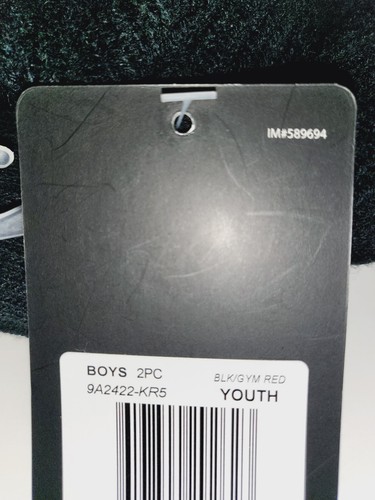 IM#589694
BOYS 2PC
BLK/GYM RED
9A2422-KR5
YOUTH